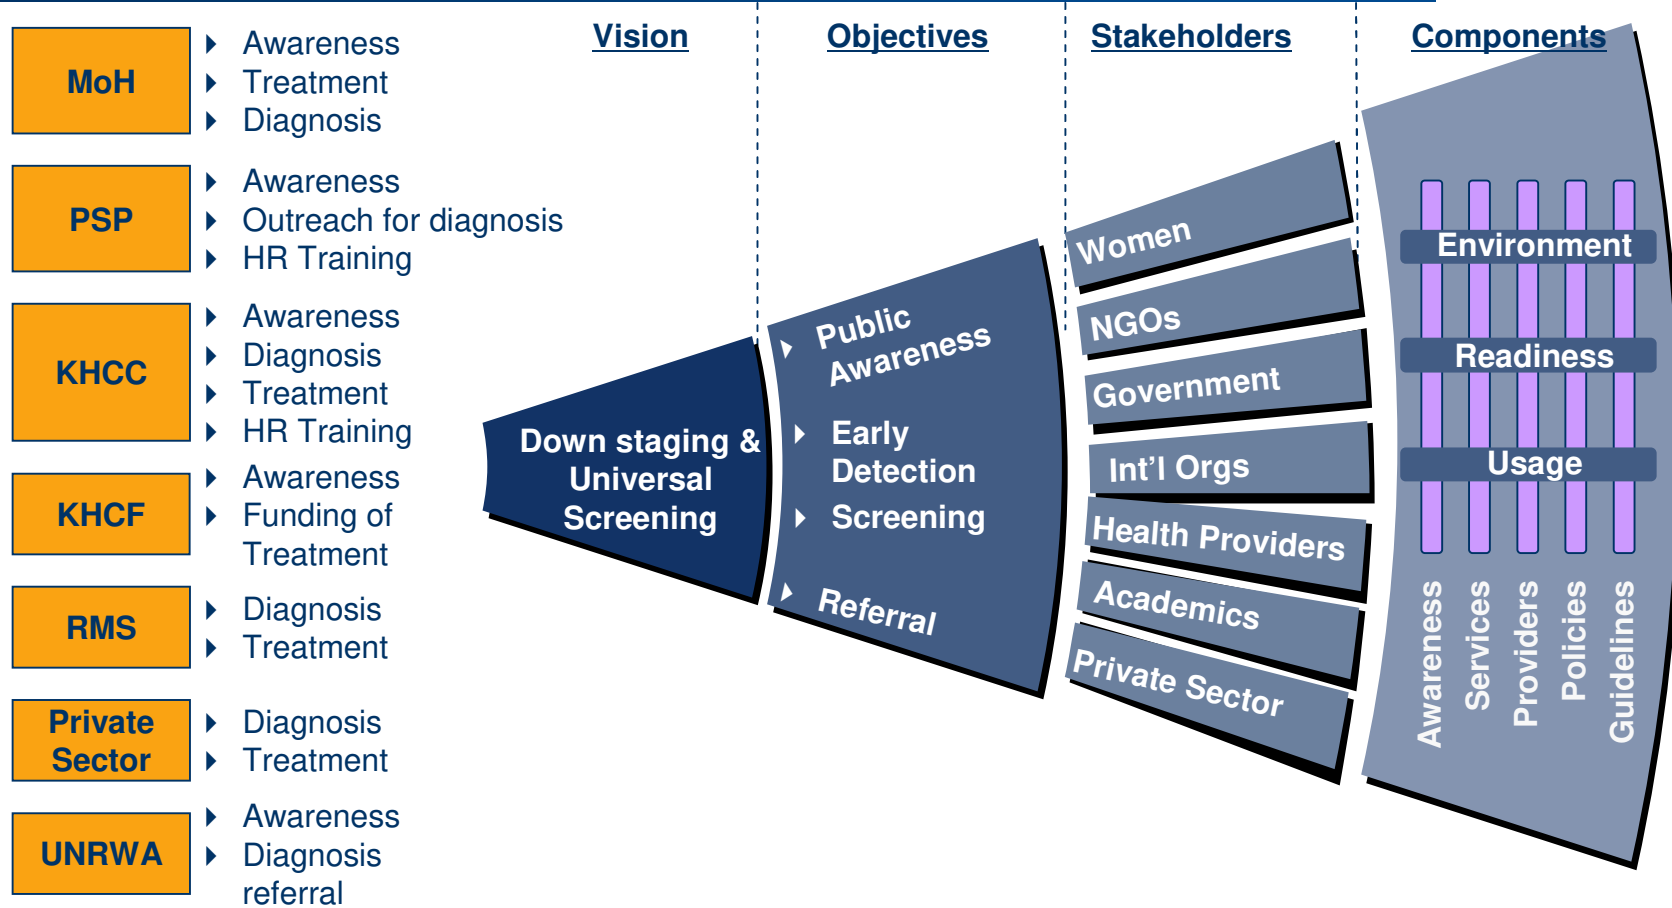 MoH
Awareness
Treatment
Diagnosis
PSP
Awareness
Outreach for diagnosis
HR Training
KHCC
Awareness
Diagnosis
Treatment
HR Training
KHCF
Awareness
Funding of
Treatment
RMS
Diagnosis
Treatment
Private
Sector
Diagnosis
Treatment
UNRWA
Awareness
Diagnosis
referral
Vision
Down staging &
Universal
Screening
Objectives
Public
Awareness
Early
Detection
Screening
Referral
Stakeholders
Women
NGOs
Government
Int'l Orgs
Health Providers
Academics
Private Sector
Components
Environment
Readiness
Usage
Awareness
Services
Providers
Policies
Guidelines